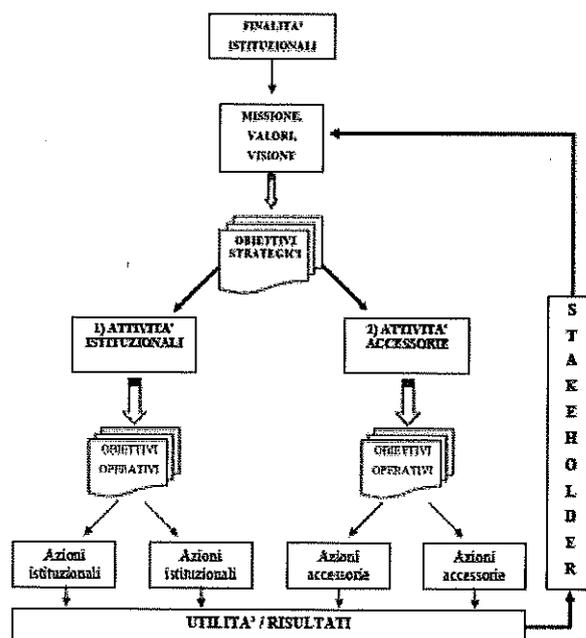 FINALITA'
ISTITUZIONALI
MISSIONE,
VALORI,
VISIONE
OBIETTIVI
STRATEGICI
1) ATTIVITA'
ISTITUZIONALI
2) ATTIVITA'
ACCESSORIE
OBIETTIVI
OPERATIVI
OBIETTIVI
OPERATIVI
Azioni
istituzionali
Azioni
istituzionali
Azioni
accessorie
Azioni
accessorie
UTILITA' / RISULTATI
S
T
A
K
E
H
O
L
D
E
R